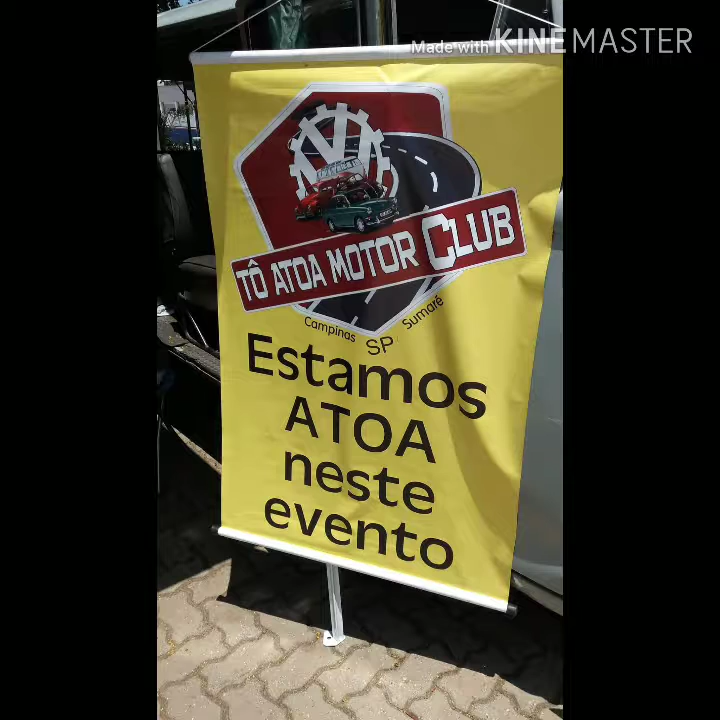 Made with KINEMASTER
TÔ ATOA MOTOR CLUB
Campinas SP Sumaré
Estamos
ATOA
neste
evento